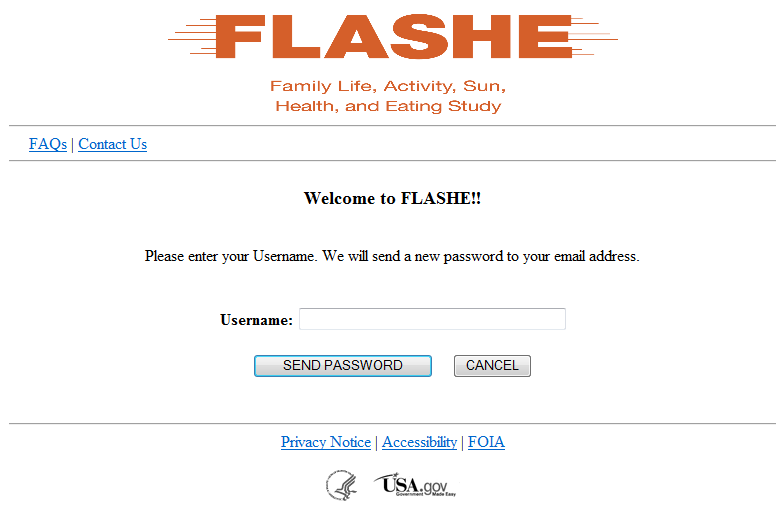 FLASHE
Family Life, Activity, Sun,
Health, and Eating Study
FAQs | Contact Us
Welcome to FLASHE!!
Please enter your Username. We will send a new password to your email address.
Username:
SEND PASSWORD CANCEL
Privacy Notice | Accessibility | FOIA
USA.gov
Government Made Easy